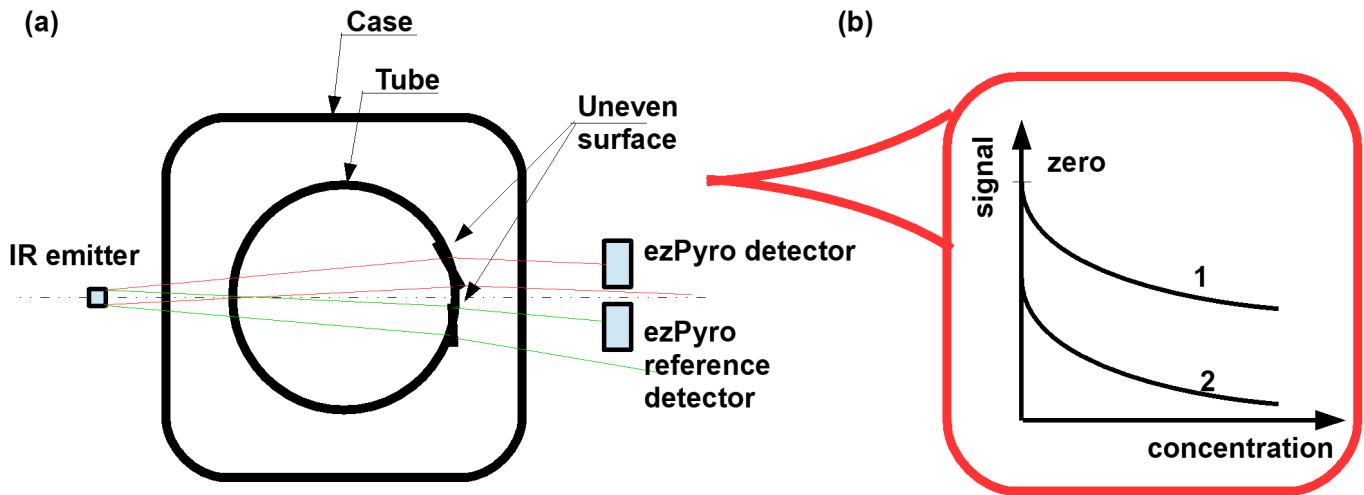 (a)
Case
Tube
Uneven
surface
IR emitter
ezPyro detector
ezPyro
reference
detector
(b)
signal
zero
1
2
concentration